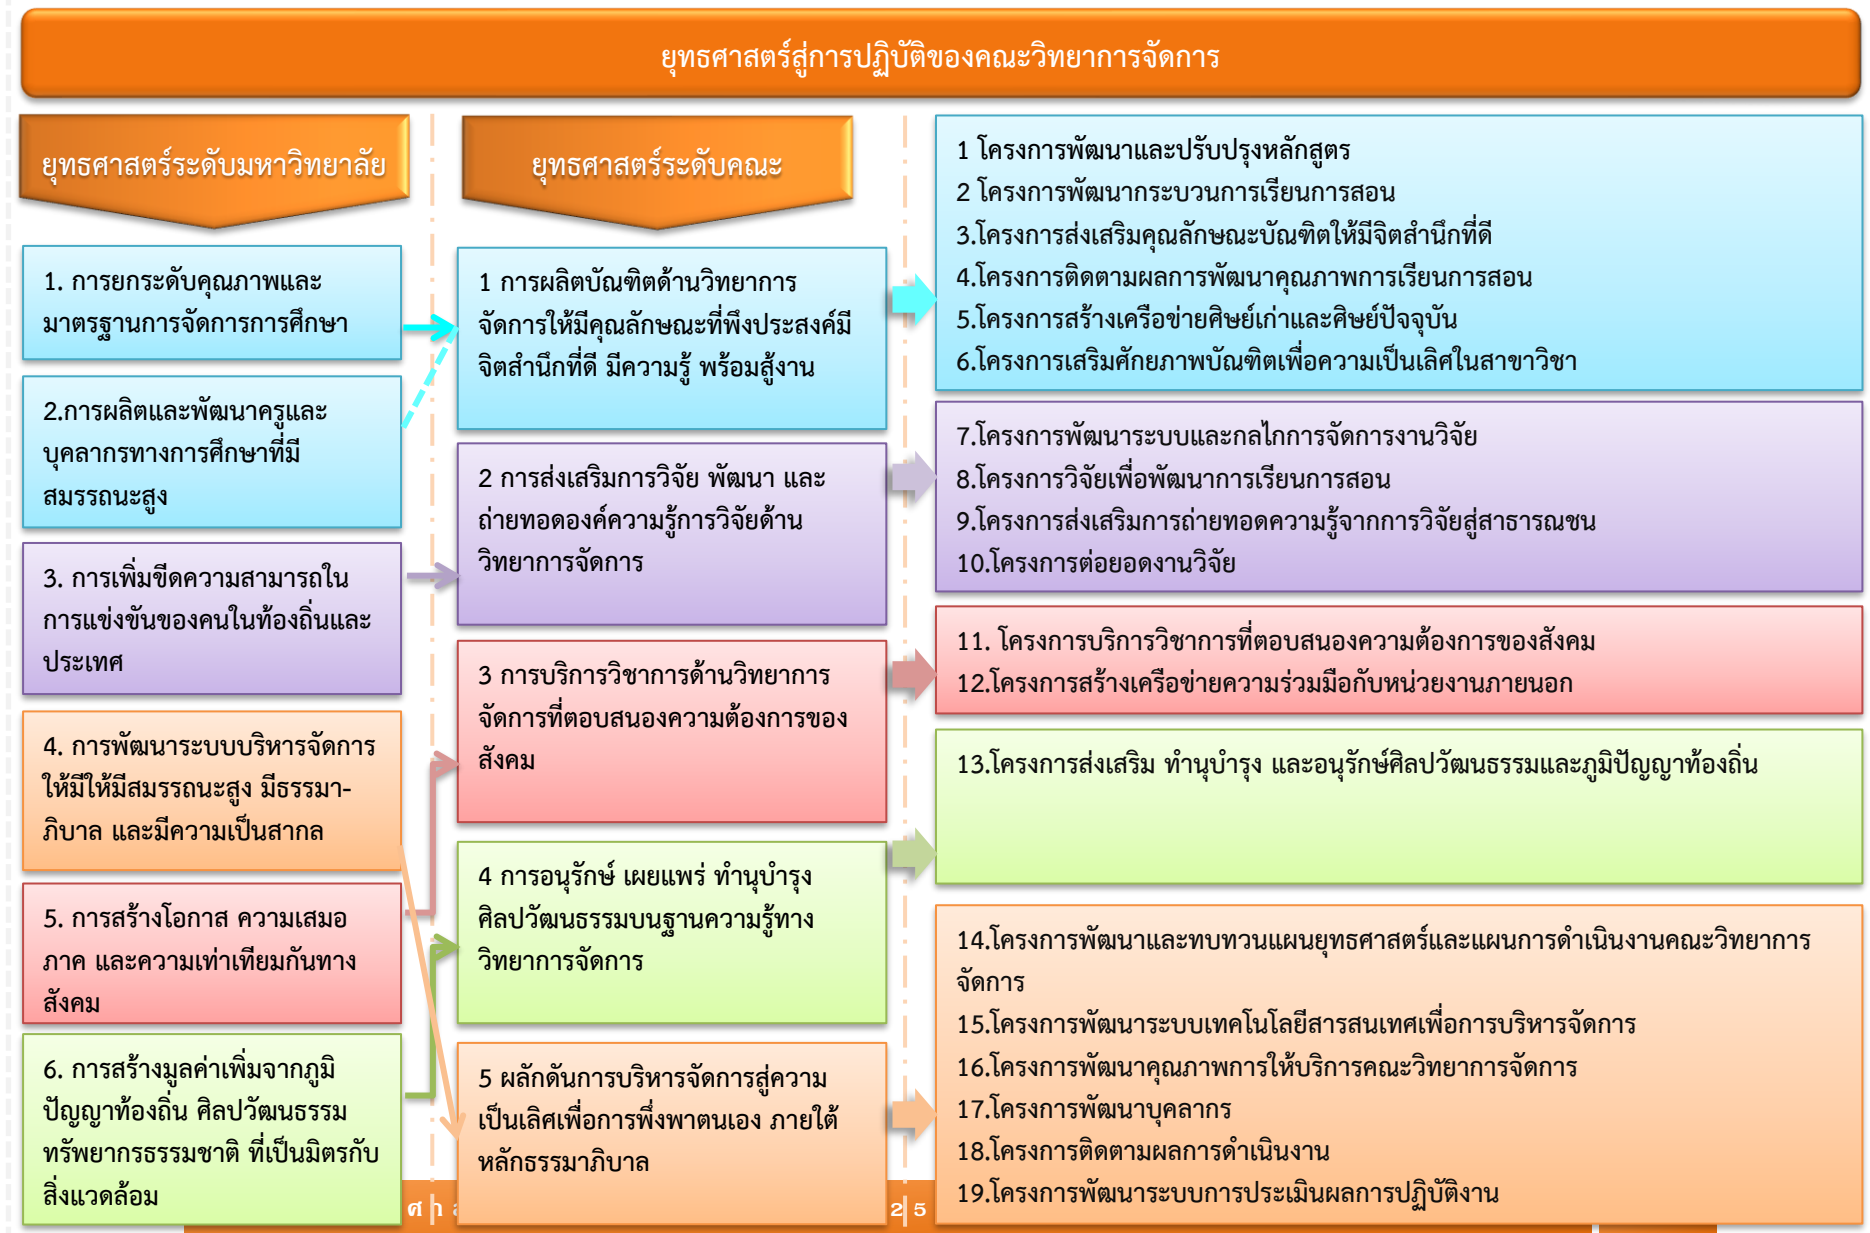 ยุทธศาสตร์สู่การปฏิบัติของคณะวิทยาการจัดการ
ยุทธศาสตร์ระดับมหาวิทยาลัย
1. การยกระดับคุณภาพและ
มาตรฐานการจัดการการศึกษา
2.การผลิตและพัฒนาครูและ
บุคลากรทางการศึกษาที่มี
สมรรถนะสูง
3. การเพิ่มขีดความสามารถใน
การแข่งขันของคนในท้องถิ่นและ
ประเทศ
4. การพัฒนาระบบบริหารจัดการ
ให้มีให้มีสมรรถนะสูง มีธรรมา-
ภิบาล และมีความเป็นสากล
5. การสร้างโอกาส ความเสมอ
ภาค และความเท่าเทียมกันทาง
สังคม
6. การสร้างมูลค่าเพิ่มจากภูมิ
ปัญญาท้องถิ่น ศิลปวัฒนธรรม
ทรัพยากรธรรมชาติ ที่เป็นมิตรกับ
สิ่งแวดล้อม
ยุทธศาสตร์ระดับคณะ
1 การผลิตบัณฑิตด้านวิทยาการ
จัดการให้มีคุณลักษณะที่พึงประสงค์มี
จิตสำนึกที่ดี มีความรู้ พร้อมสู้งาน
2 การส่งเสริมการวิจัย พัฒนา และ
ถ่ายทอดองค์ความรู้การวิจัยด้าน
วิทยาการจัดการ
3 การบริการวิชาการด้านวิทยาการ
จัดการที่ตอบสนองความต้องการของ
สังคม
4 การอนุรักษ์ เผยแพร่ ทำนุบำรุง
ศิลปวัฒนธรรมบนฐานความรู้ทาง
วิทยาการจัดการ
5 ผลักดันการบริหารจัดการสู่ความ
เป็นเลิศเพื่อการพึ่งพาตนเอง ภายใต้
หลักธรรมาภิบาล
1 โครงการพัฒนาและปรับปรุงหลักสูตร
2 โครงการพัฒนากระบวนการเรียนการสอน
3.โครงการส่งเสริมคุณลักษณะบัณฑิตให้มีจิตสำนึกที่ดี
4.โครงการติดตามผลการพัฒนาคุณภาพการเรียนการสอน
5.โครงการสร้างเครือข่ายศิษย์เก่าและศิษย์ปัจจุบัน
6.โครงการเสริมศักยภาพบัณฑิตเพื่อความเป็นเลิศในสาขาวิชา
7.โครงการพัฒนาระบบและกลไกการจัดการงานวิจัย
8.โครงการวิจัยเพื่อพัฒนาการเรียนการสอน
9.โครงการส่งเสริมการถ่ายทอดความรู้จากการวิจัยสู่สาธารณชน
10.โครงการต่อยอดงานวิจัย
11. โครงการบริการวิชาการที่ตอบสนองความต้องการของสังคม
12.โครงการสร้างเครือข่ายความร่วมมือกับหน่วยงานภายนอก
13.โครงการส่งเสริม ทำนุบำรุง และอนุรักษ์ศิลปวัฒนธรรมและภูมิปัญญาท้องถิ่น
14.โครงการพัฒนาและทบทวนแผนยุทธศาสตร์และแผนการดำเนินงานคณะวิทยาการ
จัดการ
15.โครงการพัฒนาระบบเทคโนโลยีสารสนเทศเพื่อการบริหารจัดการ
16.โครงการพัฒนาคุณภาพการให้บริการคณะวิทยาการจัดการ
17.โครงการพัฒนาบุคลากร
18.โครงการติดตามผลการดำเนินงาน
19.โครงการพัฒนาระบบการประเมินผลการปฏิบัติงาน